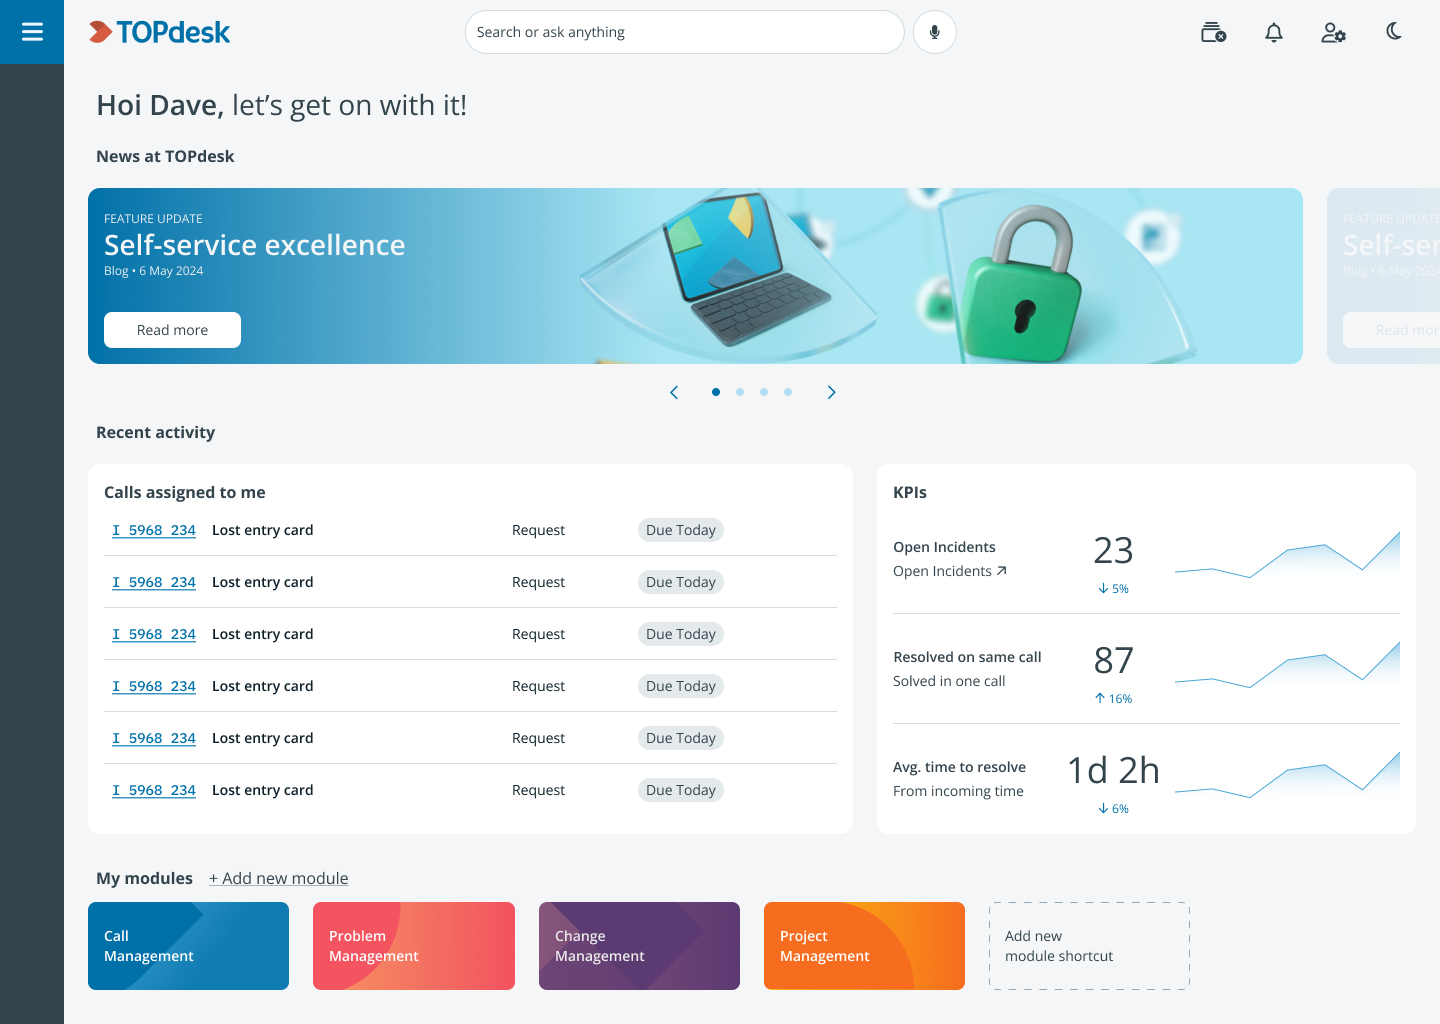 TOPdesk
Search or ask anything
Hoi Dave, let’s get on with it!
News at TOPdesk
FEATURE UPDATE
Self-service excellence
Blog • 6 May 2024
Read more
FEATURE UPDATE
Self-ser
Blog • 6 May 2024
Read mor
Recent activity
Calls assigned to me
I 5968 234 Lost entry card Request Due Today
I 5968 234 Lost entry card Request Due Today
I 5968 234 Lost entry card Request Due Today
I 5968 234 Lost entry card Request Due Today
I 5968 234 Lost entry card Request Due Today
I 5968 234 Lost entry card Request Due Today
KPIs
Open Incidents
Open Incidents
23
5%
Resolved on same call
Solved in one call
87
16%
Avg. time to resolve
From incoming time
1d 2h
6%
My modules + Add new module
Call
Management
Problem
Management
Change
Management
Project
Management
Add new
module shortcut